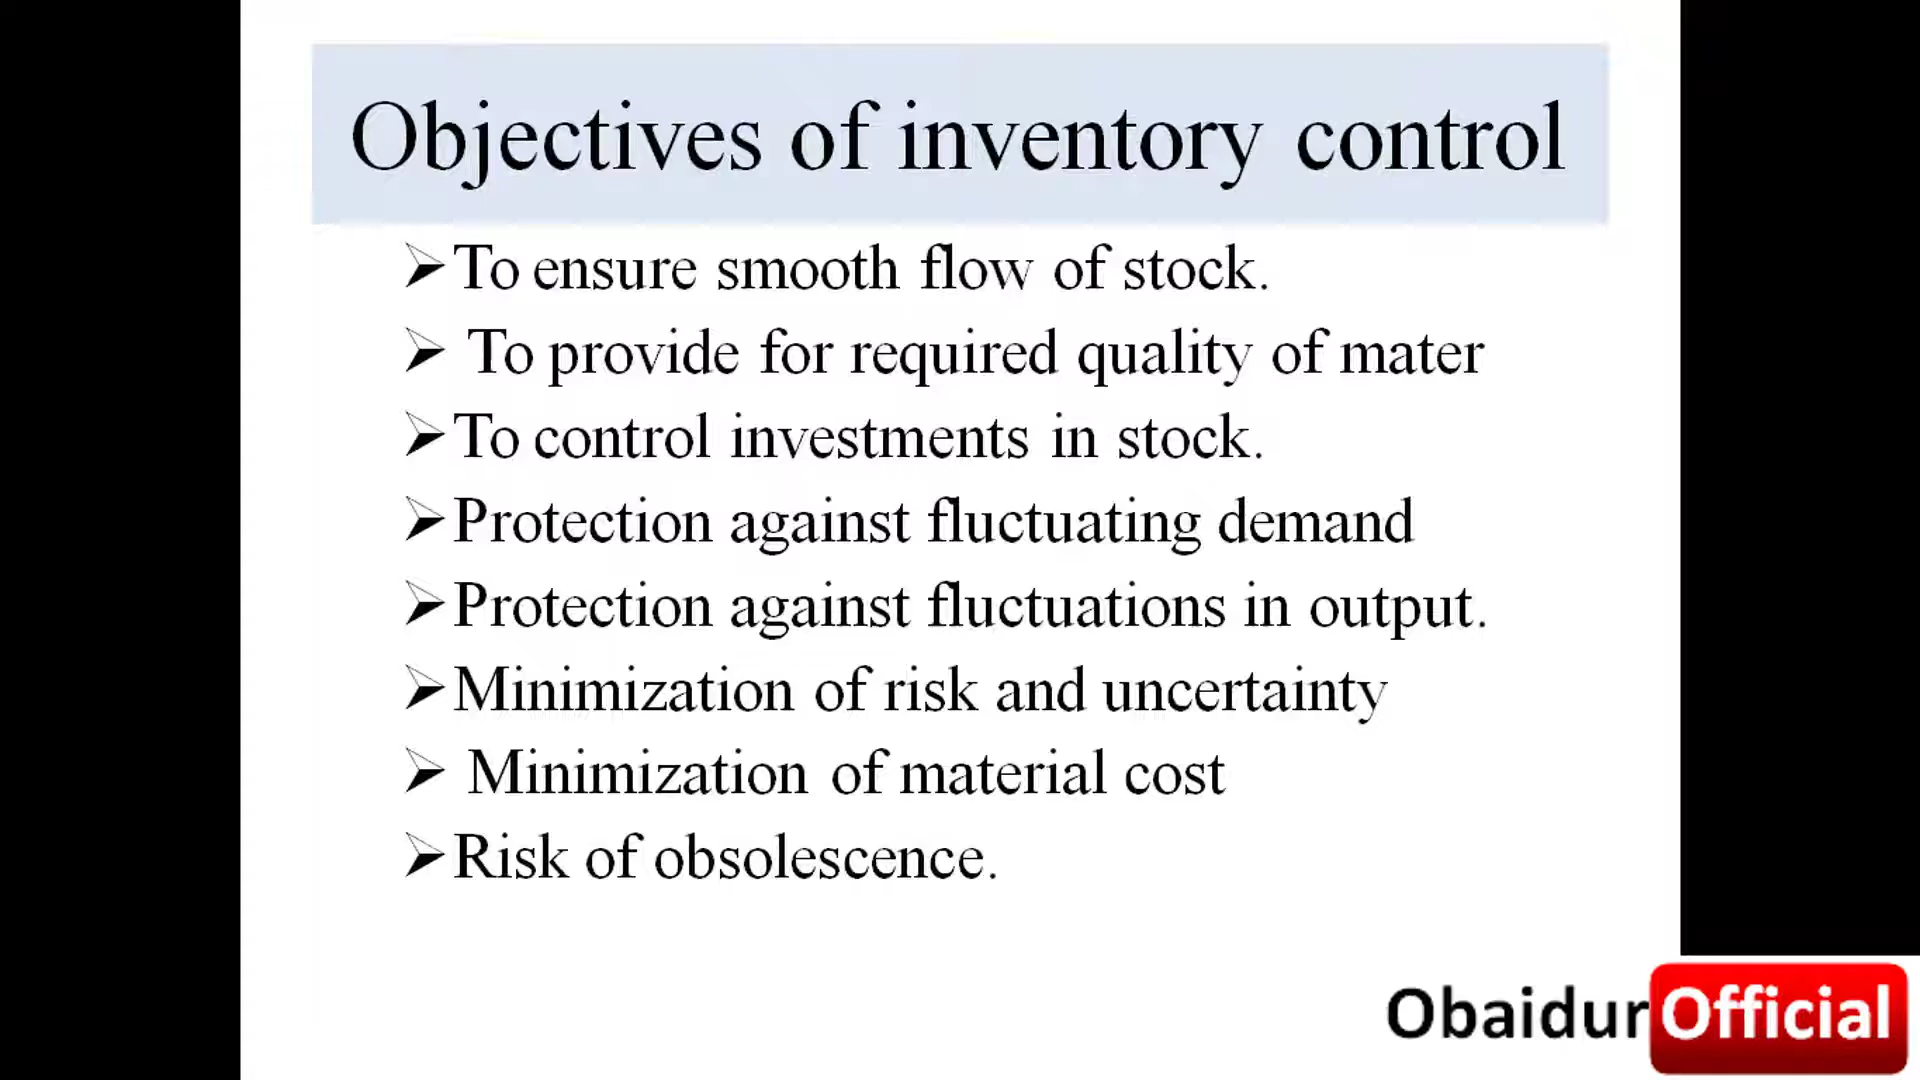 Objectives of inventory control
➢To ensure smooth flow of stock.
➢ To provide for required quality of mater
➢To control investments in stock.
➢Protection against fluctuating demand
➢Protection against fluctuations in output.
➢Minimization of risk and uncertainty
➢ Minimization of material cost
➢Risk of obsolescence.
Obaidur Official